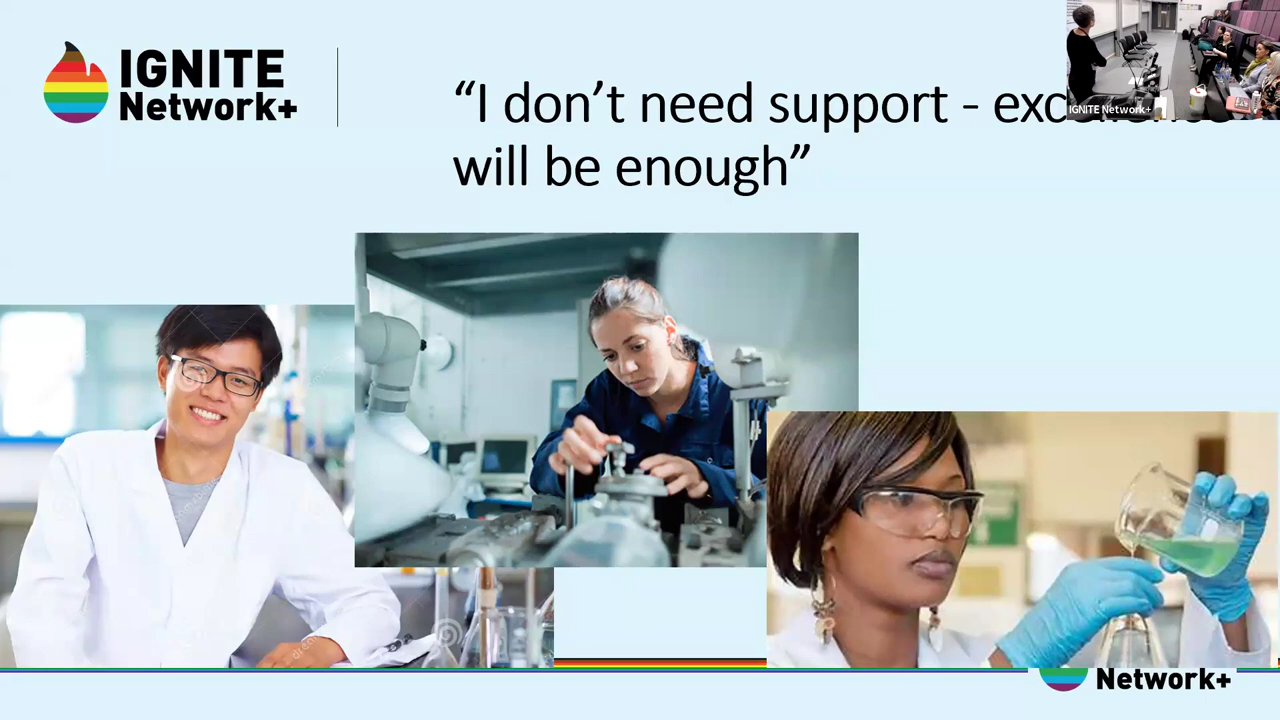 IGNITE
Network+
“I don’t need support -
will be enough”
IGNITE Network+
Network+